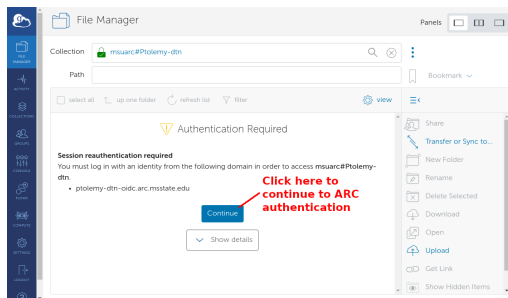 File Manager
Panels
FILE MANAGER
Collection
msuarc#Ptolemy-dtn
Path
Bookmark
ACTIVITY
select all
up one folder
refresh list
filter
view
COLLECTIONS
Share
Authentication Required
GROUPS
Transfer or Sync to...
Session reauthentication required
You must log in with an identity from the following domain in order to access msuarc#Ptolemy-
dtn.
New Folder
CONSOLE
Rename
• ptolemy-dtn-oidc.arc.msstate.edu
Click here to
continue to ARC
authentication
FLOWS
Delete Selected
Continue
Download
COMPUTE
Open
Show details
SETTINGS
Upload
Get Link
LOGOUT
Show Hidden Items